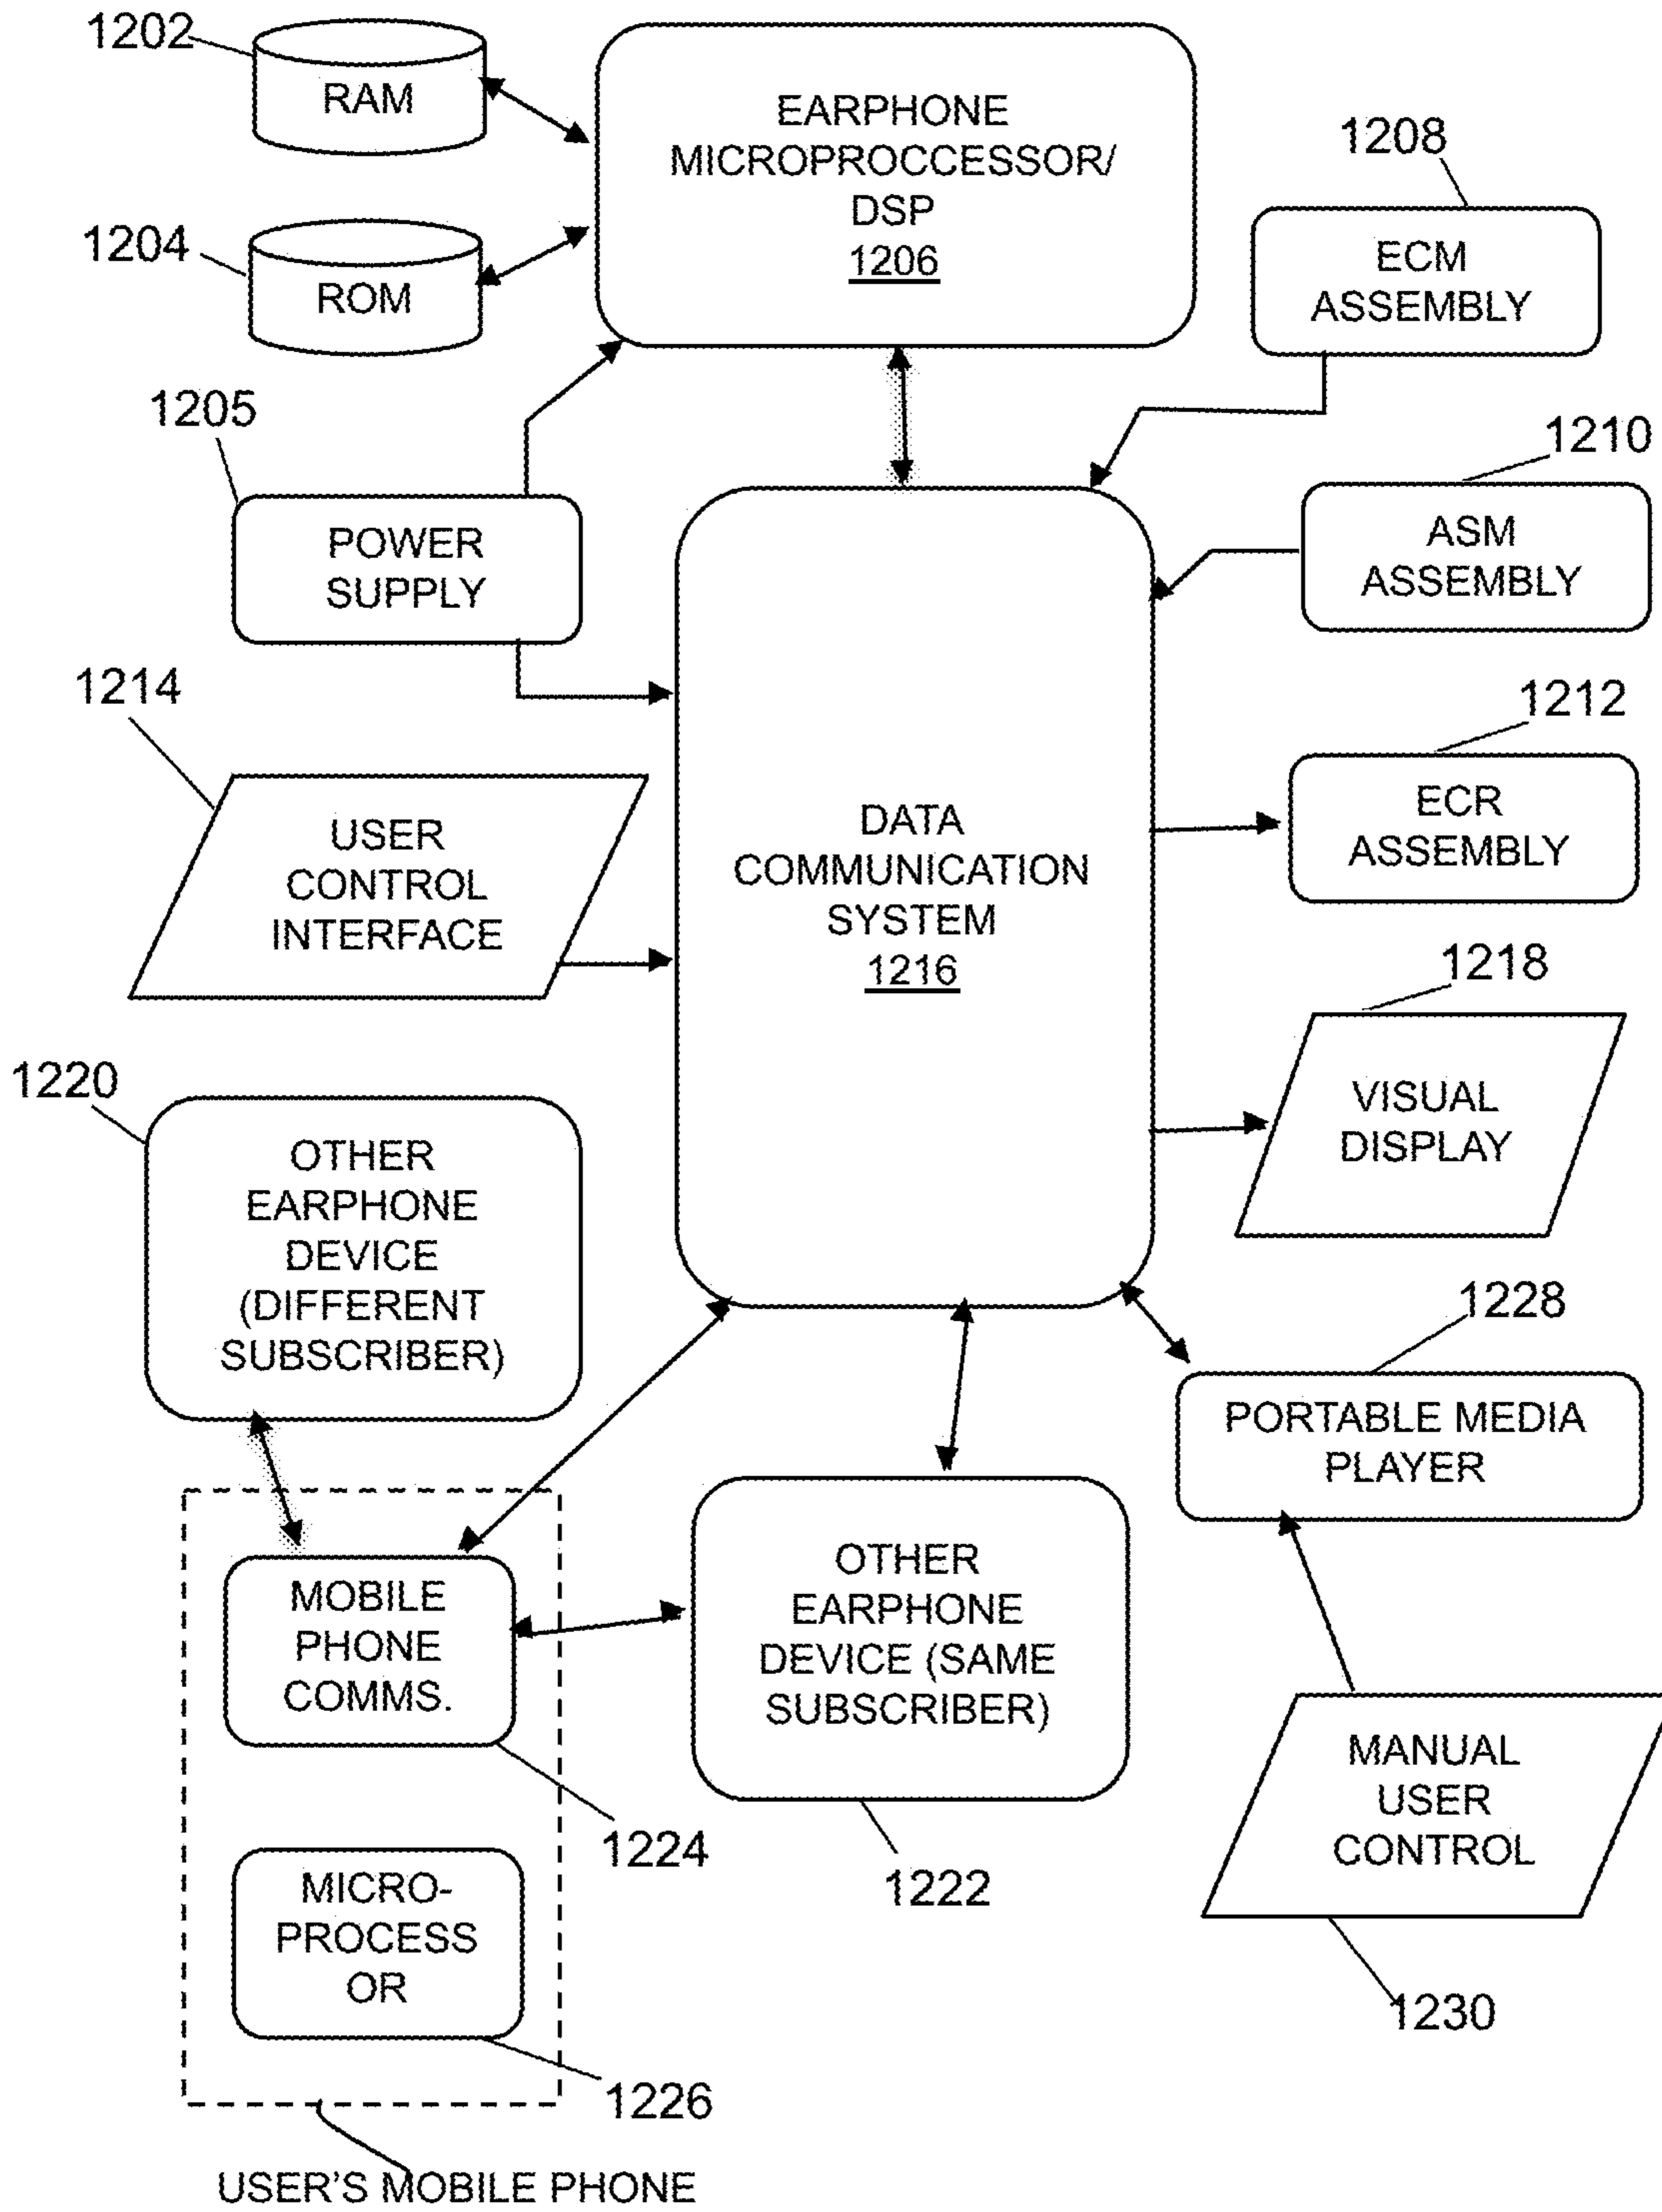 1202
RAM
EARPHONE
MICROPROCCESSOR/
DSP
1206
1208
ECM
ASSEMBLY
1204
ROM
1205
POWER
SUPPLY
1210
ASM
ASSEMBLY
1214
USER
CONTROL
INTERFACE
1212
ECR
ASSEMBLY
DATA
COMMUNICATION
SYSTEM
1216
1218
VISUAL
DISPLAY
1220
OTHER
EARPHONE
DEVICE
(DIFFERENT
SUBSCRIBER)
1228
PORTABLE MEDIA
PLAYER
MOBILE
PHONE
COMMS.
1224
OTHER
EARPHONE
DEVICE (SAME
SUBSCRIBER)
1222
MANUAL
USER
CONTROL
1230
MICRO-
PROCESS
OR
1226
USER'S MOBILE PHONE